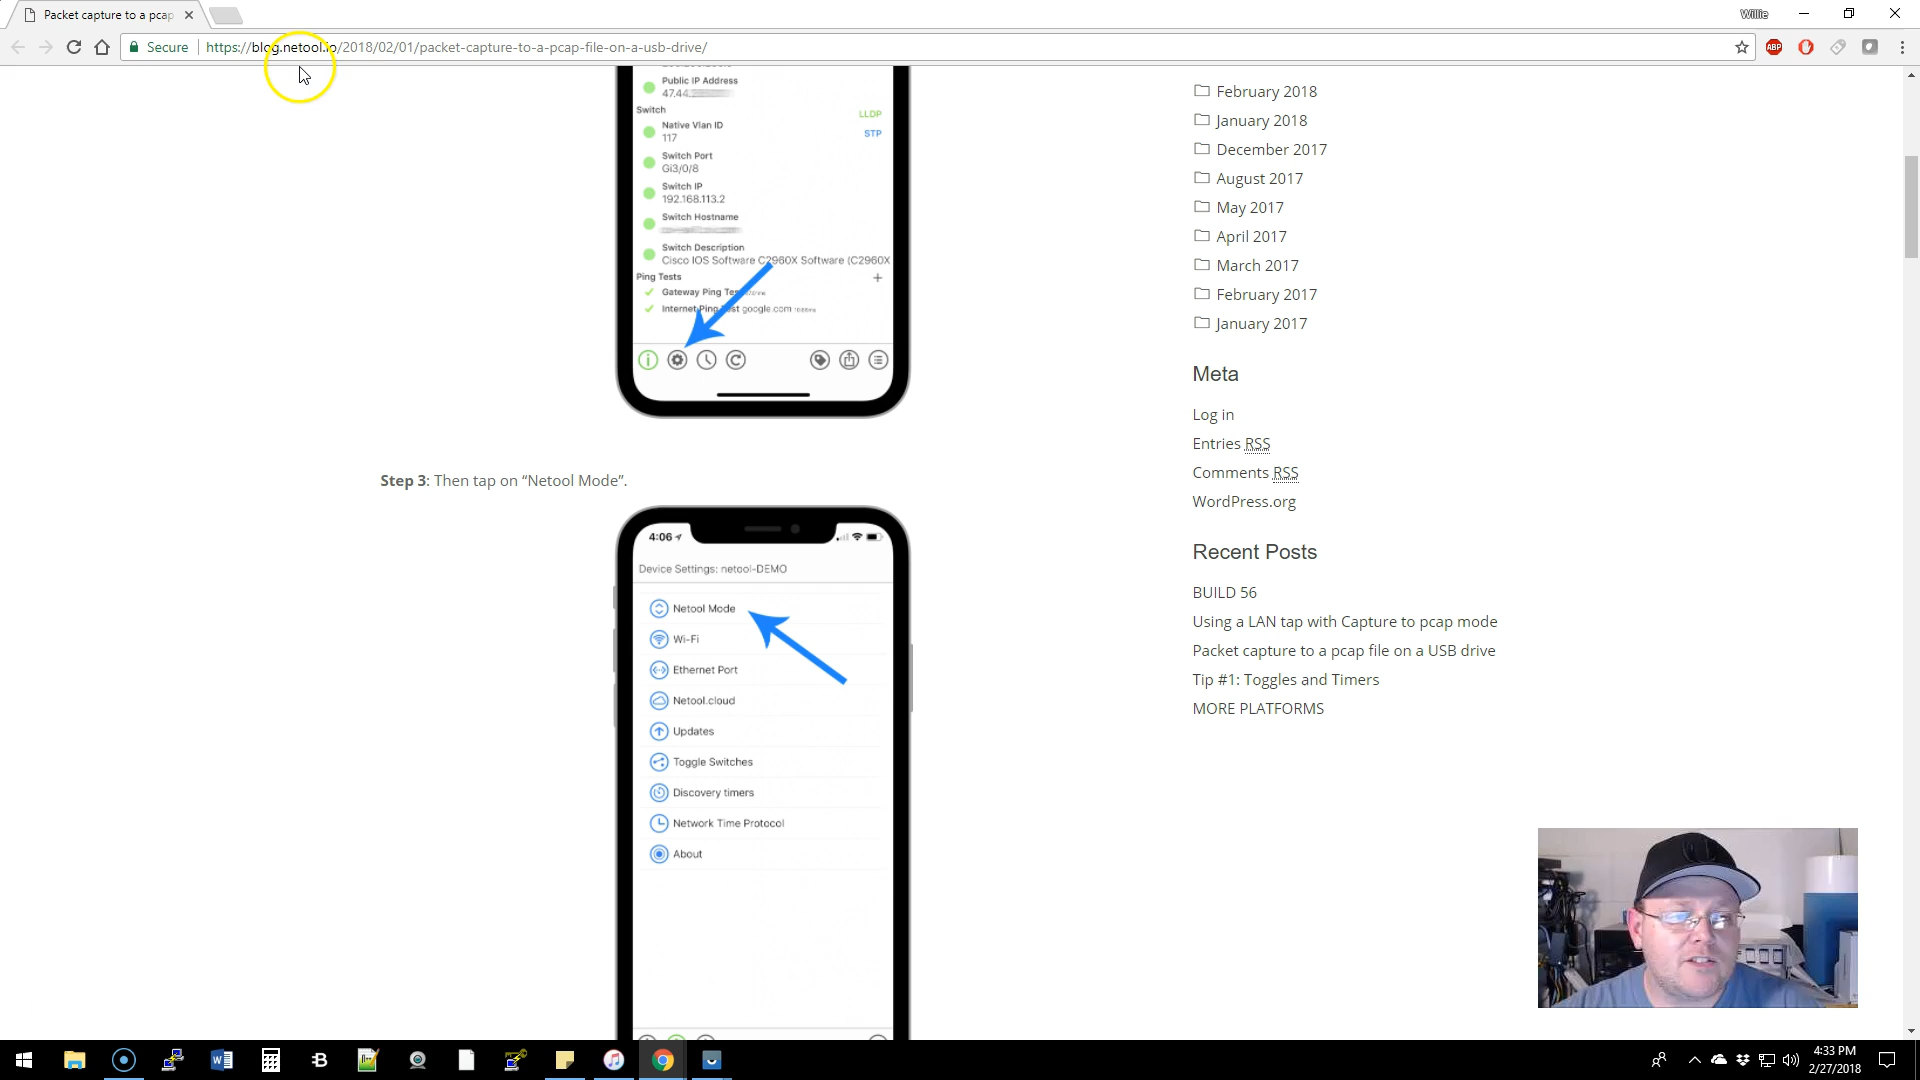 Packet capture to a pcap
Willie
Secure
https://blog.netool.io/2018/02/01/packet-capture-to-a-pcap-file-on-a-usb-drive/
ABP
Public IP Address
47.44.
Switch
LLDP
Native Vlan ID
117
STP
Switch Port
Gi3/0/8
Switch IP
192.168.113.2
Switch Hostname
Switch Description
Cisco IOS Software C2960X Software (C2960X
Ping Tests
+
Gateway Ping
Internet Ping google.com
Step 3: Then tap on “Netool Mode”.
4:06
Device Settings: netool-DEMO
Netool Mode
Wi-Fi
Ethernet Port
Netool.cloud
Updates
Toggle Switches
Discovery timers
Network Time Protocol
About
February 2018
January 2018
December 2017
August 2017
May 2017
April 2017
March 2017
February 2017
January 2017
Meta
Log in
Entries RSS
Comments RSS
WordPress.org
Recent Posts
BUILD 56
Using a LAN tap with Capture to pcap mode
Packet capture to a pcap file on a USB drive
Tip #1: Toggles and Timers
MORE PLATFORMS
4:33 PM
2/27/2018